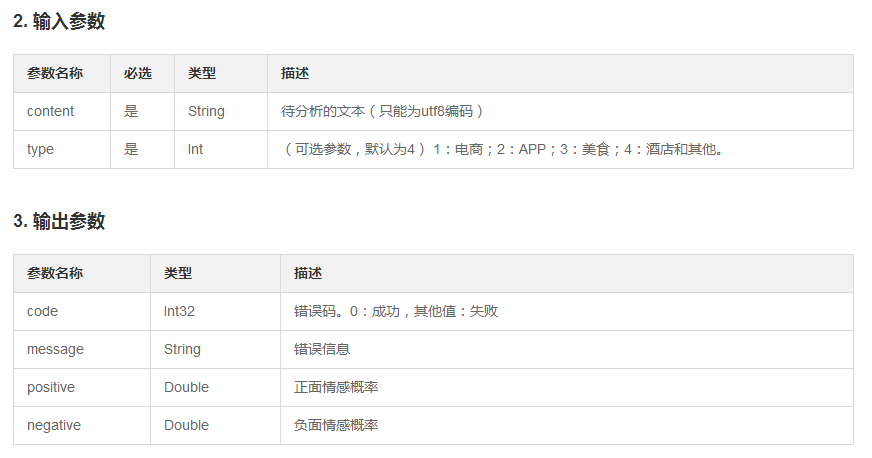 2. 输入参数
参数名称 必选 类型 描述
content 是 String 待分析的文本（只能为utf8编码）
type 是 Int （可选参数，默认为4） 1：电商；2：APP；3：美食；4：酒店和其他。
3. 输出参数
参数名称 类型 描述
code Int32 错误码。0：成功，其他值：失败
message String 错误信息
positive Double 正面情感概率
negative Double 负面情感概率